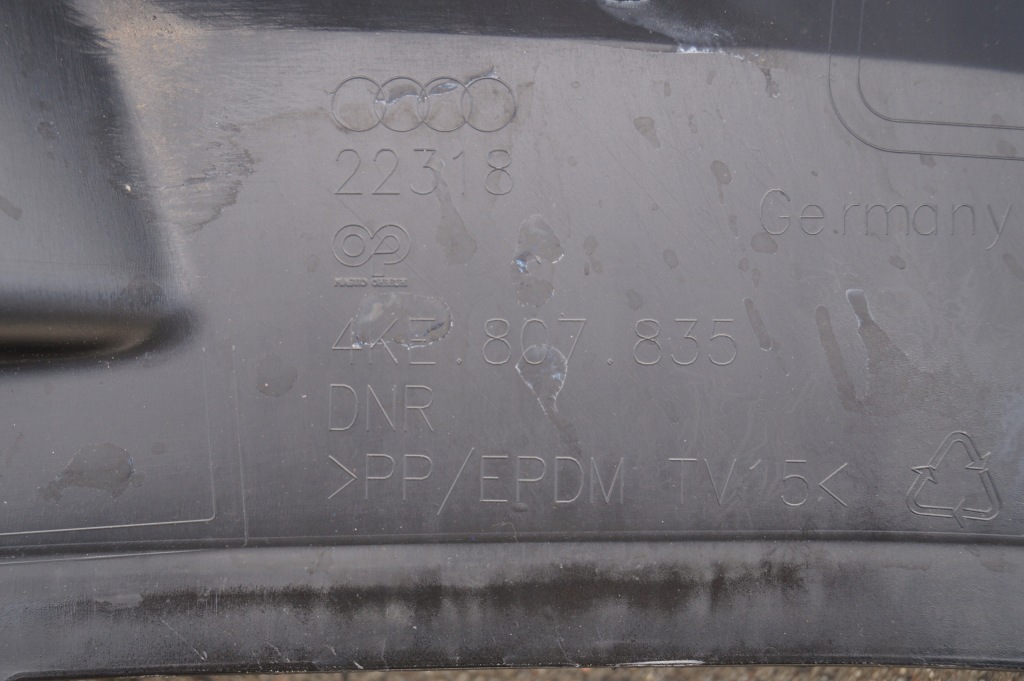 22318
Germany
4KE.807.835
DNR
>PP/EPDM TV15<